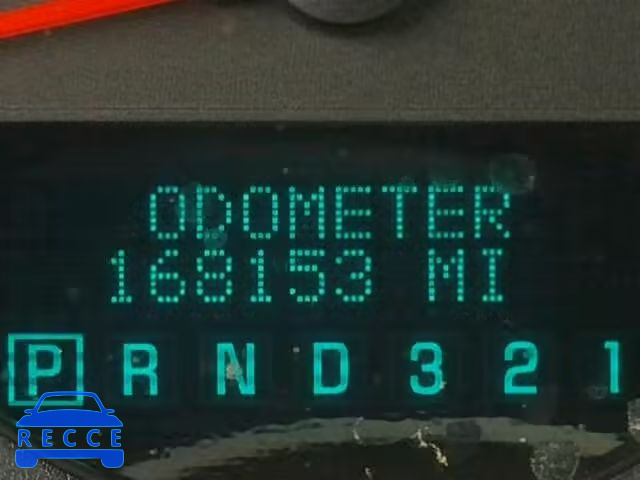 ODOMETER
168153 MI
P R N D 3 2 1
RECCE